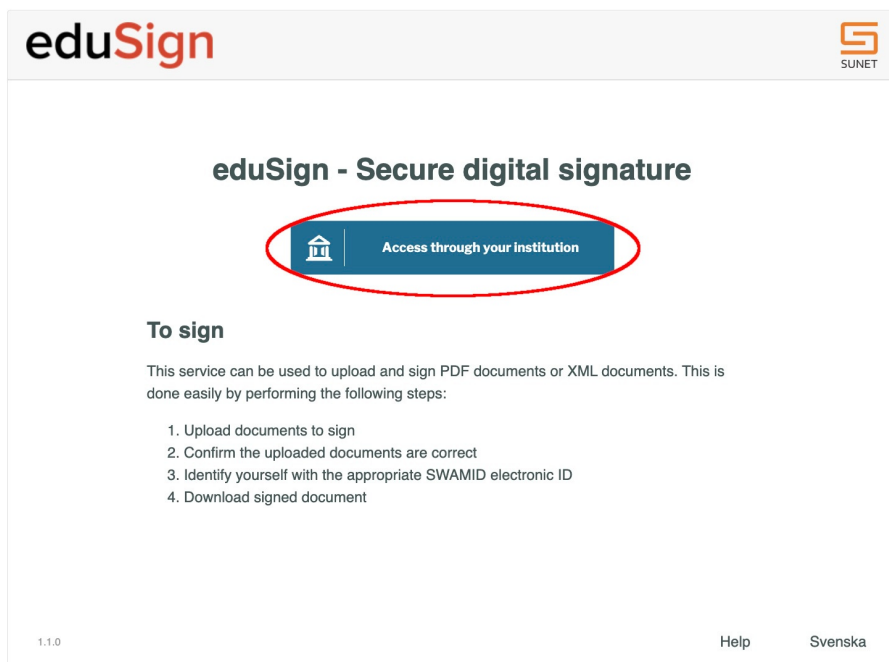 eduSign
SUNET
eduSign - Secure digital signature
Access through your institution
To sign
This service can be used to upload and sign PDF documents or XML documents. This is
done easily by performing the following steps:
1. Upload documents to sign
2. Confirm the uploaded documents are correct
3. Identify yourself with the appropriate SWAMID electronic ID
4. Download signed document
1.1.0
Help
Svenska